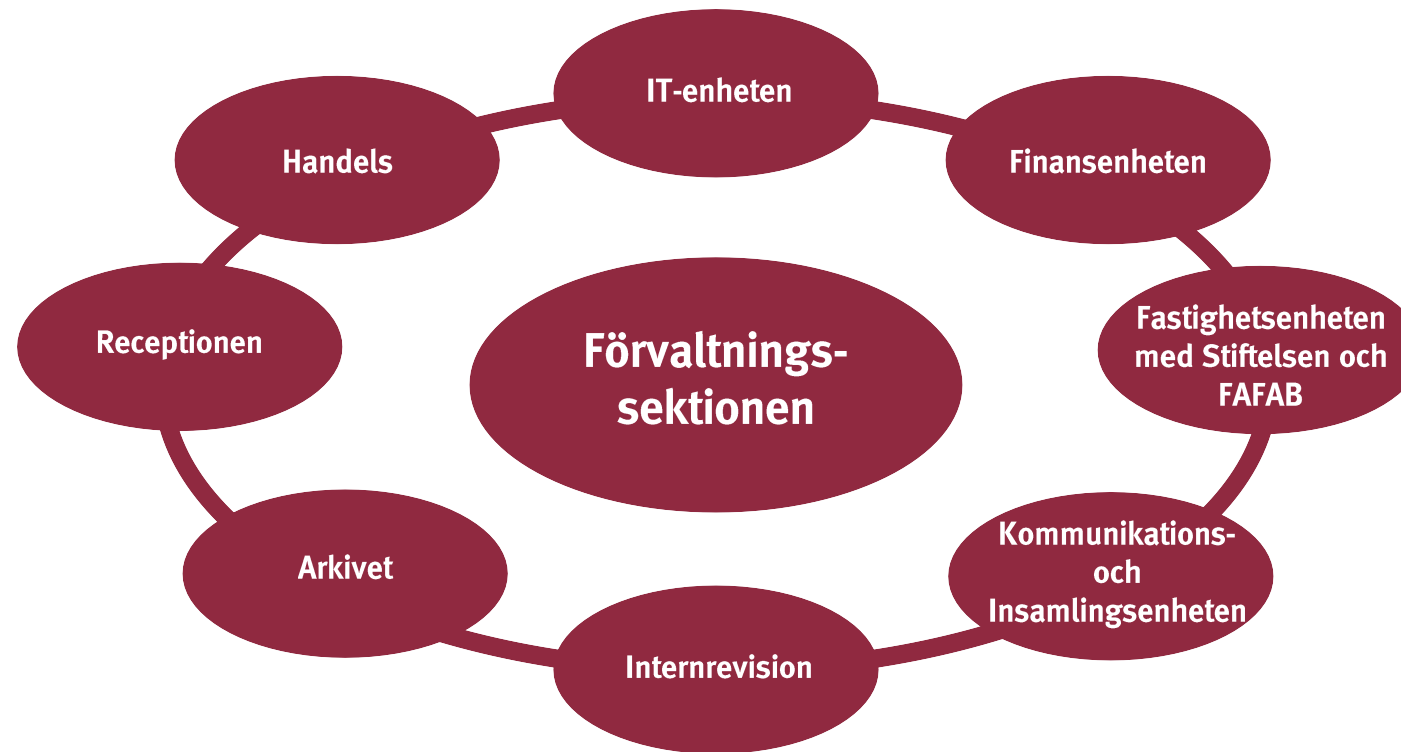 IT-enheten
Handels
Finansenheten
Receptionen
Förvaltnings-
sektionen
Fastighetsenheten
med Stiftelsen och
FAFAB
Arkivet
Kommunikations-
och
Insamlingsenheten
Internrevision